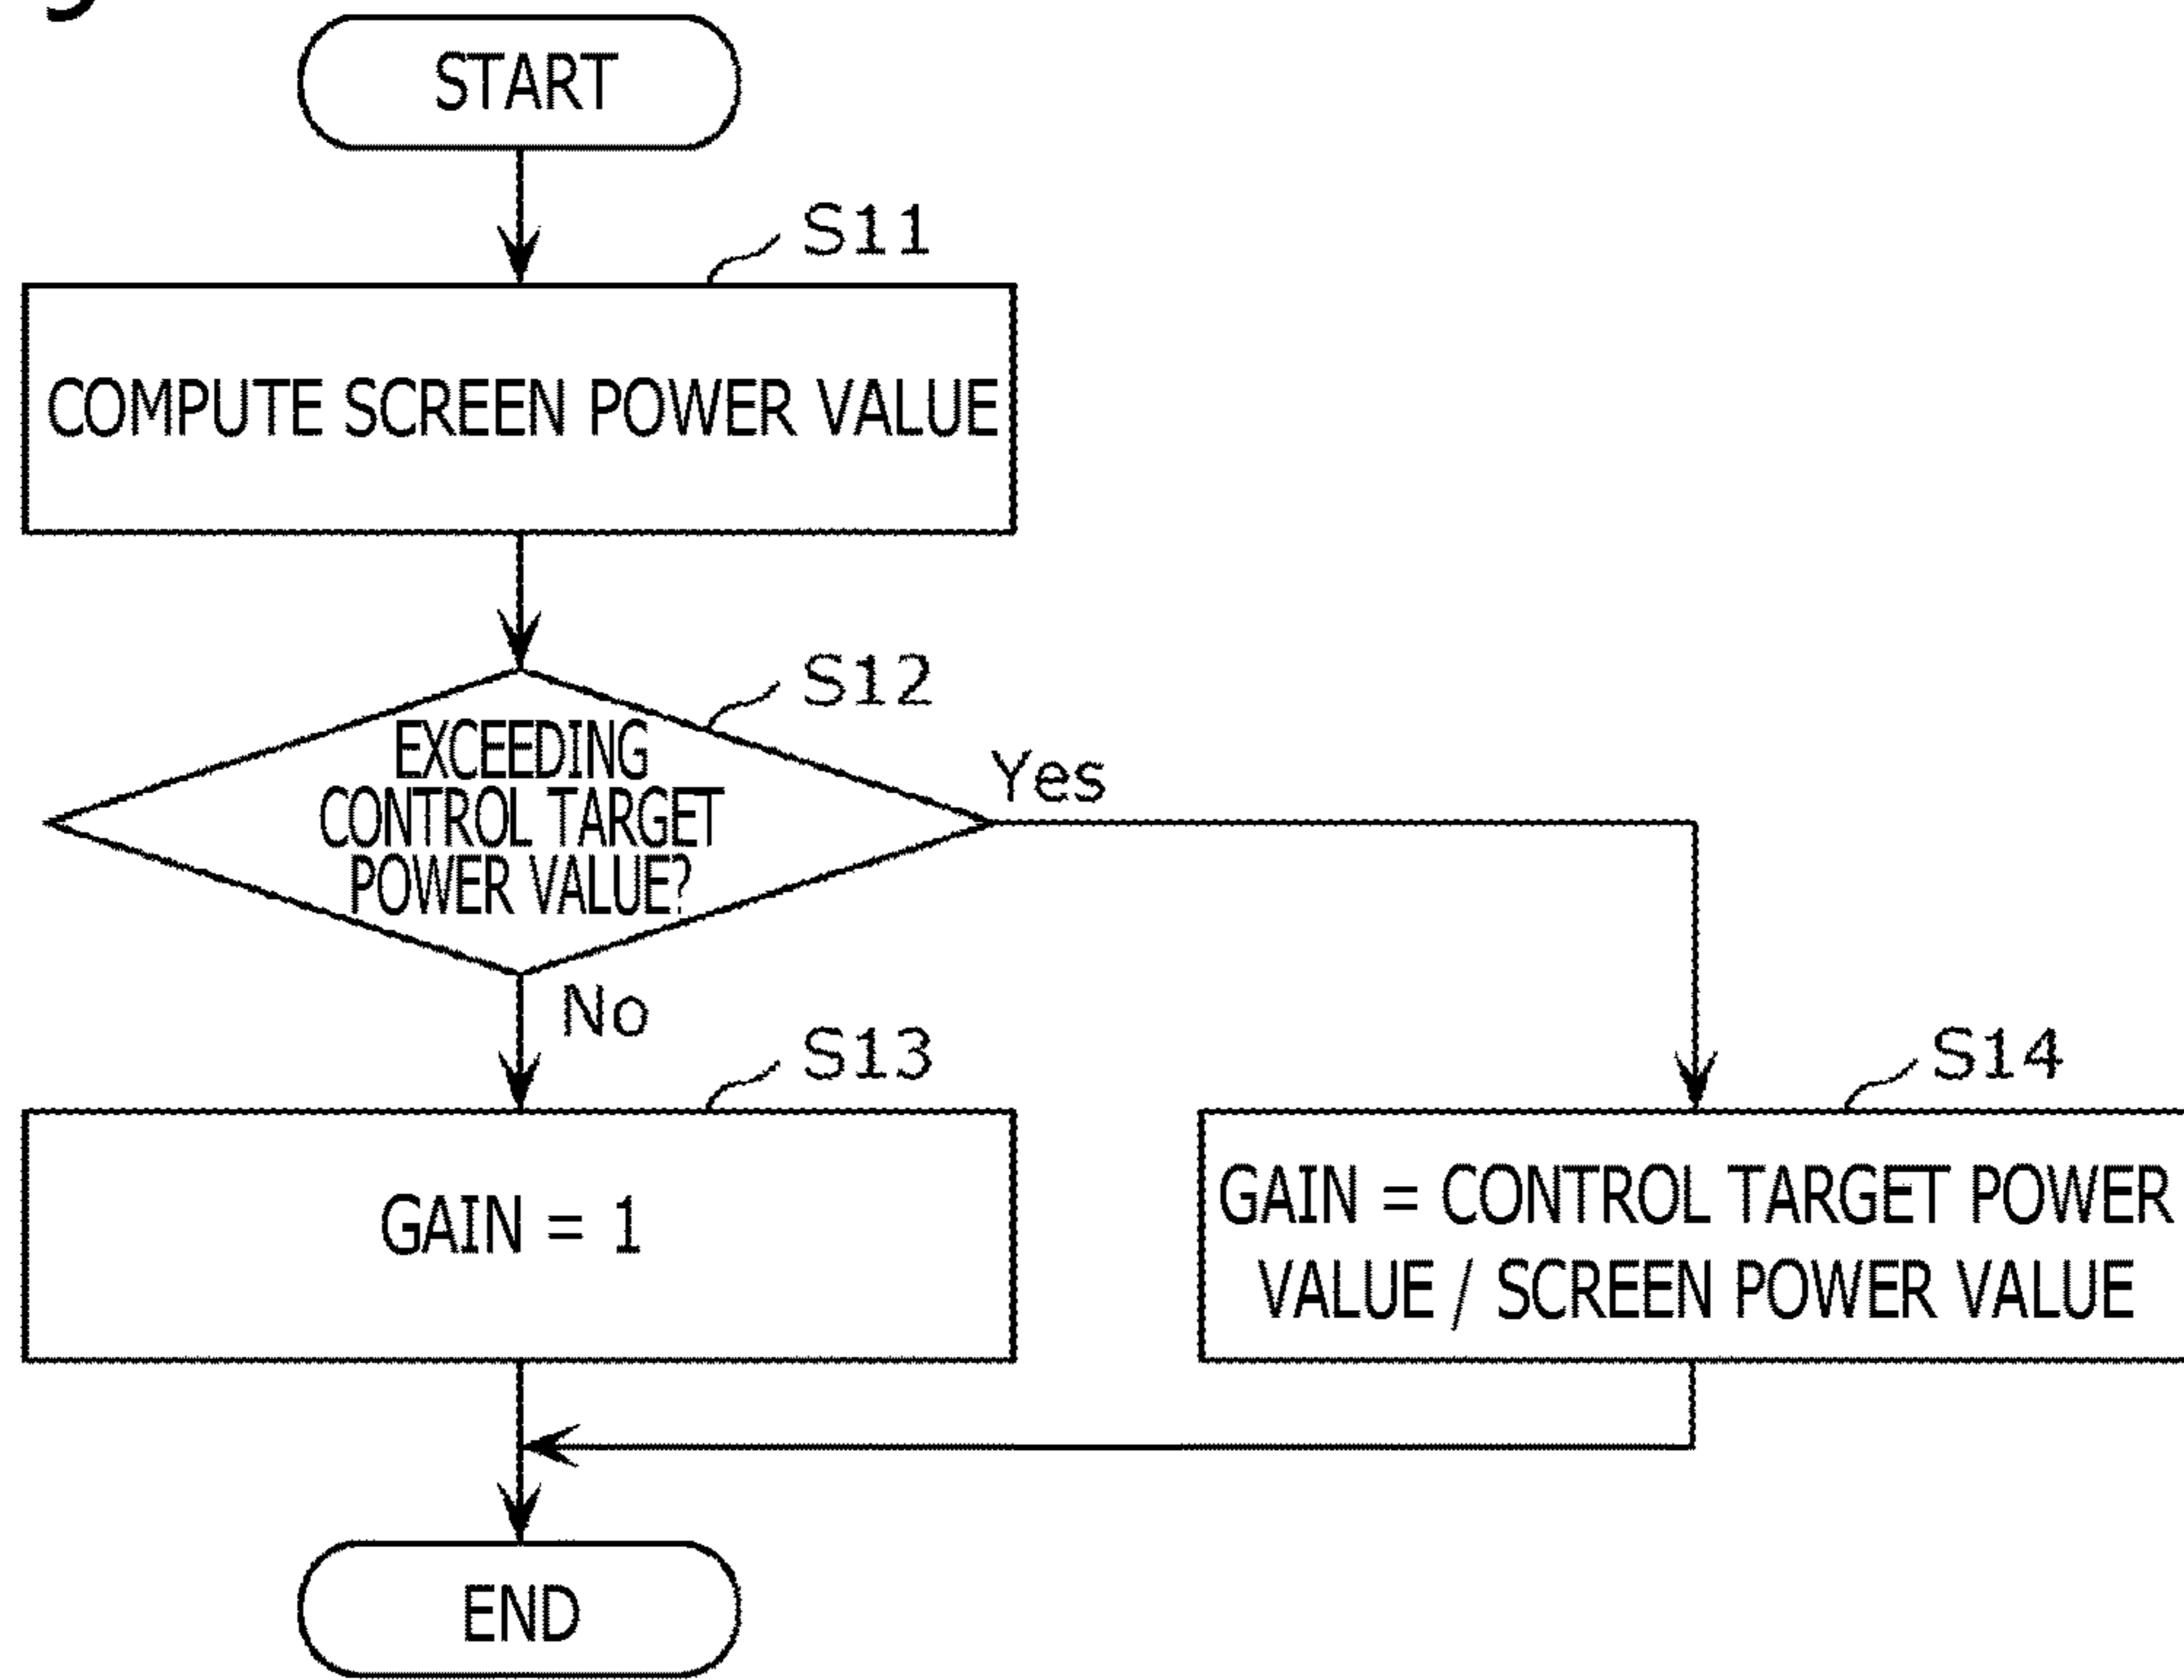 START
S11
COMPUTE SCREEN POWER VALUE
S12
EXCEEDING
CONTROL TARGET
POWER VALUE?
Yes
No
S13
GAIN = 1
S14
GAIN = CONTROL TARGET POWER
VALUE / SCREEN POWER VALUE
END